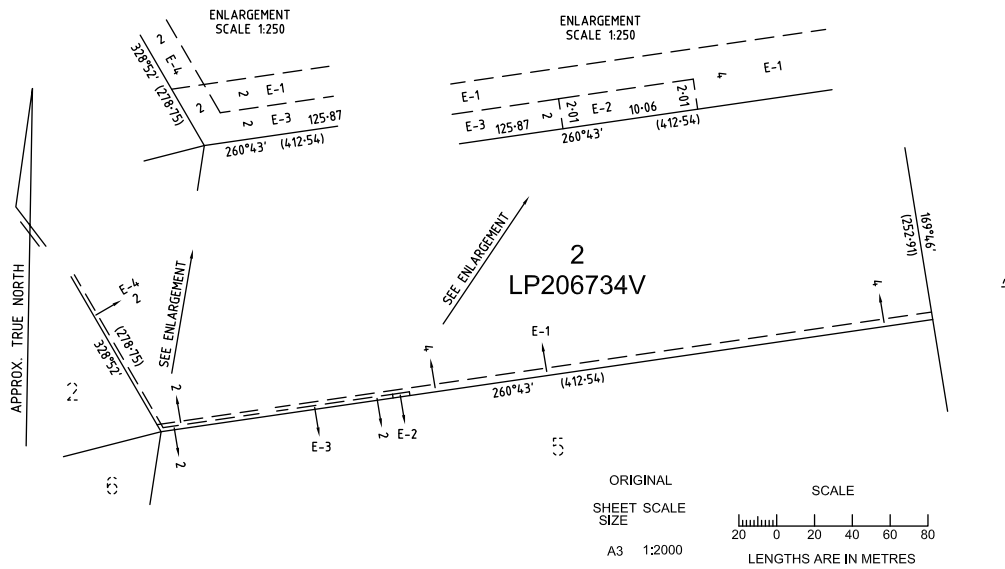 ENLARGEMENT
SCALE 1:250
2
E-4
328°52'
(278·75)
2
2
E-1
2
E-3
125·87
260°43'
(412·54)
ENLARGEMENT
SCALE 1:250
E-1
4
E-1
E-3
125·87
2
2·01
E-2
10·06
2·01
260°43'
(412·54)
APPROX. TRUE NORTH
E-4
2
(278·75)
328°52'
SEE ENLARGEMENT
SEE ENLARGEMENT
2
LP206734V
169°46'
(252·91)
4
E-1
4
260°43'
(412·54)
2
2
2
E-3
2
E-2
6
5
ORIGINAL
SHEET SIZE
SCALE
A3
1:2000
SCALE
20 0 20 40 60 80
LENGTHS ARE IN METRES